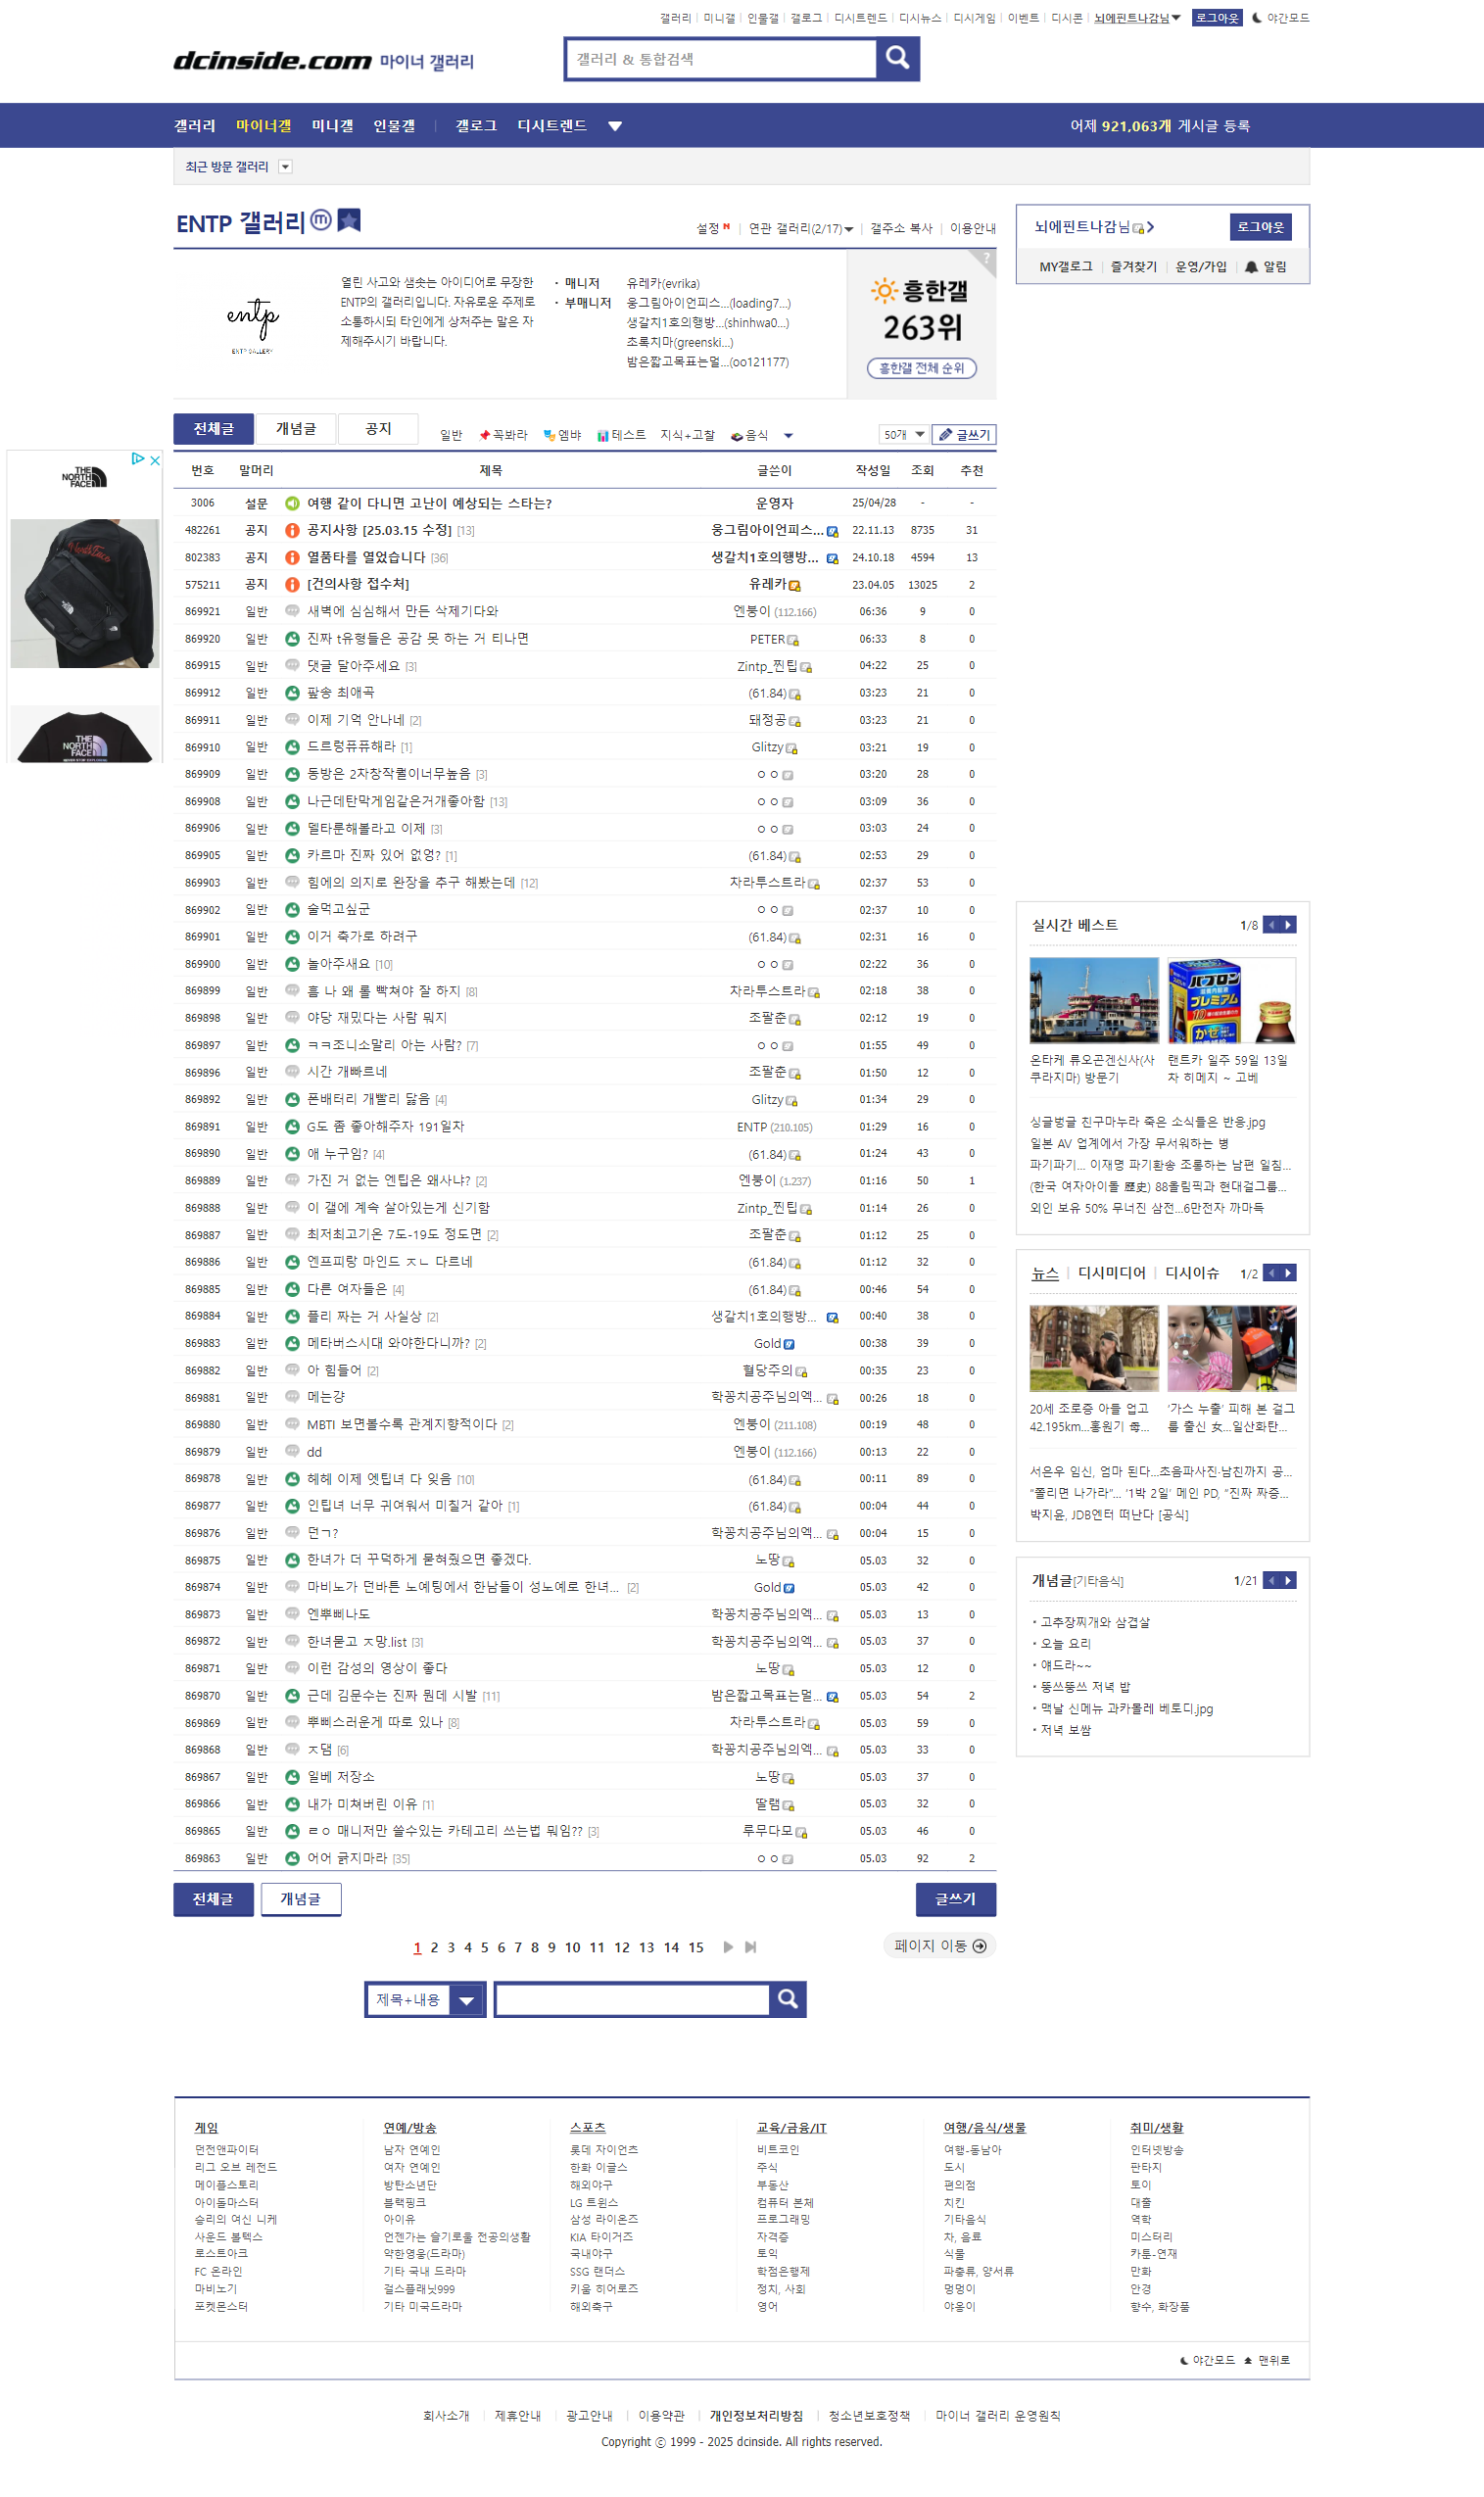 갤러리 마이너갤 인물갤 갤로그 디시트렌드 디시뉴스 디시게임 이벤트 디시콘 뇌에핀트나감님 로그아웃 야간모드
dcinside.com 마이너 갤러리
갤러리 & 통합검색
갤러리 마이너갤 미니갤 인물갤 갤로그 디시트렌드
어제 921,063개 게시글 등록
최근 방문 갤러리
ENTP 갤러리
설정 연관 갤러리(2/17) 갤주소 복사 이용안내
entp
ENTP GALLERY
열린 사고와 샘솟는 아이디어로 무장한
ENTP의 갤러리입니다. 자유로운 주제로
소통하시되 타인에게 상처주는 말은 자
제해주시기 바랍니다.
· 매니저 유레카(evrika)
· 부매니저 웅그림아이언피스...(loading7...)
생갈치1호의행방...(shinhwa0...)
초록치마(greenski...)
밤은짧고목표는멀...(oo121177)
흥한갤
263위
흥한갤 전체 순위
전체글 개념글 공지 일반 꼭봐라 엠뱌 테스트 지식+고찰 음식 50개 글쓰기
번호 말머리 제목 글쓴이 작성일 조회 추천
3006 설문 여행 같이 다니면 고난이 예상되는 스타는? 운영자 25/04/28 - -
482261 공지 공지사항 [25.03.15 수정] [13] 웅그림아이언피스... 22.11.13 8735 31
802383 공지 열품타를 열었습니다 [36] 생갈치1호의행방... 24.10.18 4594 13
575211 공지 [건의사항 접수처] 유레카 23.04.05 13025 2
869921 일반 새벽에 심심해서 만든 삭제기다와 엔붕이 (112.166) 06:36 9 0
869920 일반 진짜 t유형들은 공감 못 하는 거 티나면 PETER 06:33 8 0
869915 일반 댓글 달아주세요 [3] Zintp_찐팁 04:22 25 0
869912 일반 팦송 최애곡 (61.84) 03:23 21 0
869911 일반 이제 기억 안나네 [2] 돼정공 03:23 21 0
869910 일반 드르렁퓨퓨해라 [1] Glitzy 03:21 19 0
869909 일반 동방은 2차창작퀄이너무높음 [3] ㅇㅇ 03:20 28 0
869908 일반 나근데탄막게임같은거개좋아함 [13] ㅇㅇ 03:09 36 0
869906 일반 델타룬해볼라고 이제 [3] ㅇㅇ 03:03 24 0
869905 일반 카르마 진짜 있어 없엉? [1] (61.84) 02:53 29 0
869903 일반 힘에의 의지로 완장을 추구 해봤는데 [12] 차라투스트라 02:37 53 0
869902 일반 술먹고싶군 ㅇㅇ 02:37 10 0
869901 일반 이거 축가로 하려구 (61.84) 02:31 16 0
869900 일반 놀아주새요 [10] ㅇㅇ 02:22 36 0
869899 일반 흠 나 왜 롤 빡쳐야 잘 하지 [8] 차라투스트라 02:18 38 0
869898 일반 야당 재밌다는 사람 뭐지 조팔춘 02:12 19 0
869897 일반 ㅋㅋ조니소말리 아는 사람? [7] ㅇㅇ 01:55 49 0
869896 일반 시간 개빠르네 조팔춘 01:50 12 0
869892 일반 폰배터리 개빨리 닳음 [4] Glitzy 01:34 29 0
869891 일반 G도 좀 좋아해주자 191일차 ENTP (210.105) 01:29 16 0
869890 일반 얘 누구임? [4] (61.84) 01:24 43 0
869889 일반 가진 거 없는 엔팁은 왜사냐? [2] 엔붕이 (1.237) 01:16 50 1
869888 일반 이 갤에 계속 살아있는게 신기함 Zintp_찐팁 01:14 26 0
869887 일반 최저최고기온 7도-19도 정도면 [2] 조팔춘 01:12 25 0
869886 일반 엔프피랑 마인드 ㅈㄴ 다르네 (61.84) 01:12 32 0
869885 일반 다른 여자들은 [4] (61.84) 00:46 54 0
869884 일반 플리 짜는 거 사실상 [2] 생갈치1호의행방... 00:40 38 0
869883 일반 메타버스시대 와야한다니까? [2] Gold 00:38 39 0
869882 일반 아 힘들어 [2] 혈당주의 00:35 23 0
869881 일반 메는걍 학꽁치공주님의엑... 00:26 18 0
869880 일반 MBTI 보면볼수록 관계지향적이다 [2] 엔붕이 (211.108) 00:19 48 0
869879 일반 dd 엔붕이 (112.166) 00:13 22 0
869878 일반 헤헤 이제 엣팁녀 다 잊음 [10] (61.84) 00:11 89 0
869877 일반 인팁녀 너무 귀여워서 미칠거 같아 [1] (61.84) 00:04 44 0
869876 일반 던ㄱ? 학꽁치공주님의엑... 00:04 15 0
869875 일반 한녀가 더 꾸덕하게 묻혀줬으면 좋겠다. 노땅 05.03 32 0
869874 일반 마비노가 던바튼 노예팅에서 한남들이 성노예로 한녀... [2] Gold 05.03 42 0
869873 일반 엔뿌삐나도 학꽁치공주님의엑... 05.03 13 0
869872 일반 한녀묻고 ㅈ망.list [3] 학꽁치공주님의엑... 05.03 37 0
869871 일반 이런 감성의 영상이 좋다 노땅 05.03 12 0
869870 일반 근데 김문수는 진짜 뭔데 시발 [11] 밤은짧고목표는멀... 05.03 54 2
869869 일반 뿌삐스러운게 따로 있나 [8] 차라투스트라 05.03 59 0
869868 일반 ㅈ댐 [6] 학꽁치공주님의엑... 05.03 33 0
869867 일반 일베 저장소 노땅 05.03 37 0
869866 일반 내가 미쳐버린 이유 [1] 딸램 05.03 32 0
869865 일반 ㄹㅇ 매니저만 쓸수있는 카테고리 쓰는법 뭐임?? [3] 루무다모 05.03 46 0
869863 일반 어어 긁지마라 [35] ㅇㅇ 05.03 92 2
전체글 개념글 글쓰기
1 2 3 4 5 6 7 8 9 10 11 12 13 14 15 페이지 이동
제목+내용
뇌에핀트나감님 로그아웃
MY갤로그 즐겨찾기 운영/가입 알림
THE NORTH FACE
실시간 베스트 1/8
온타케 류오곤겐신사(사
쿠라지마) 방문기
랜트카 일주 59일 13일
차 히메지 ~ 고베
싱글벙글 친구마누라 죽은 소식들은 반응.jpg
일본 AV 업계에서 가장 무서워하는 병
파기파기... 이재명 파기환송 조롱하는 남편 일침...
(한국 여자아이돌 歷史) 88올림픽과 현대걸그룹...
외인 보유 50% 무너진 삼전...6만전자 까마득
뉴스 디시미디어 디시이슈 1/2
20세 조로증 아들 업고
42.195km...홍원기 母...
'가스 누출' 피해 본 걸그
룹 출신 女...일산화탄...
서은우 임신, 엄마 된다...초음파사진·남친까지 공...
"쫄리면 나가라"... '1박 2일' 메인 PD, "진짜 짜증...
박지윤, JDB엔터 떠난다 [공식]
개념글[기타음식] 1/21
· 고추장찌개와 삼겹살
· 오늘 요리
· 얘드라~~
· 뚱쓰뚱쓰 저녁 밥
· 맥날 신메뉴 과카몰레 베토디.jpg
· 저녁 보쌈
게임 연예/방송 스포츠 교육/금융/IT 여행/음식/생물 취미/생활
던전앤파이터 남자 연예인 롯데 자이언츠 비트코인 여행-동남아 인터넷방송
리그 오브 레전드 여자 연예인 한화 이글스 주식 도시 판타지
메이플스토리 방탄소년단 해외야구 부동산 편의점 토이
아이돌마스터 블랙핑크 LG 트윈스 컴퓨터 본체 치킨 대출
승리의 여신 니케 아이유 삼성 라이온즈 프로그래밍 기타음식 역학
사운드 볼텍스 언젠가는 슬기로울 전공의생활 KIA 타이거즈 자격증 차, 음료 미스터리
로스트아크 약한영웅(드라마) 국내야구 토익 식물 카툰-연재
FC 온라인 기타 국내 드라마 SSG 랜더스 학점은행제 파충류, 양서류 만화
마비노기 걸스플래닛999 키움 히어로즈 정치, 사회 멍멍이 안경
포켓몬스터 기타 미국드라마 해외축구 영어 야옹이 향수, 화장품
야간모드 맨위로
회사소개 제휴안내 광고안내 이용약관 개인정보처리방침 청소년보호정책 마이너 갤러리 운영원칙
Copyright ⓒ 1999 - 2025 dcinside. All rights reserved.